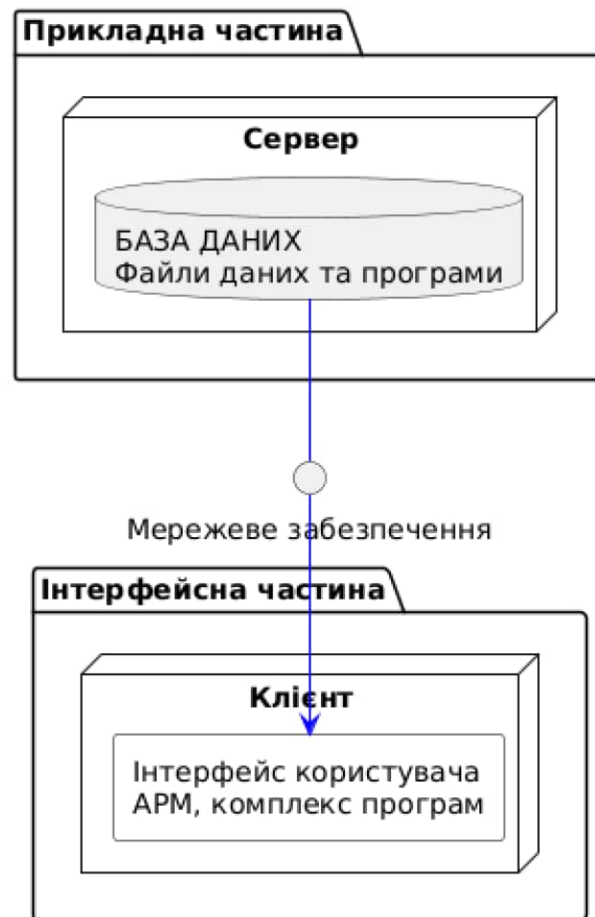 Прикладна частина
Сервер
БАЗА ДАНИХ
Файли даних та програми
Мережеве забезпечення
Інтерфейсна частина
Клієнт
Інтерфейс користувача
АРМ, комплекс програм